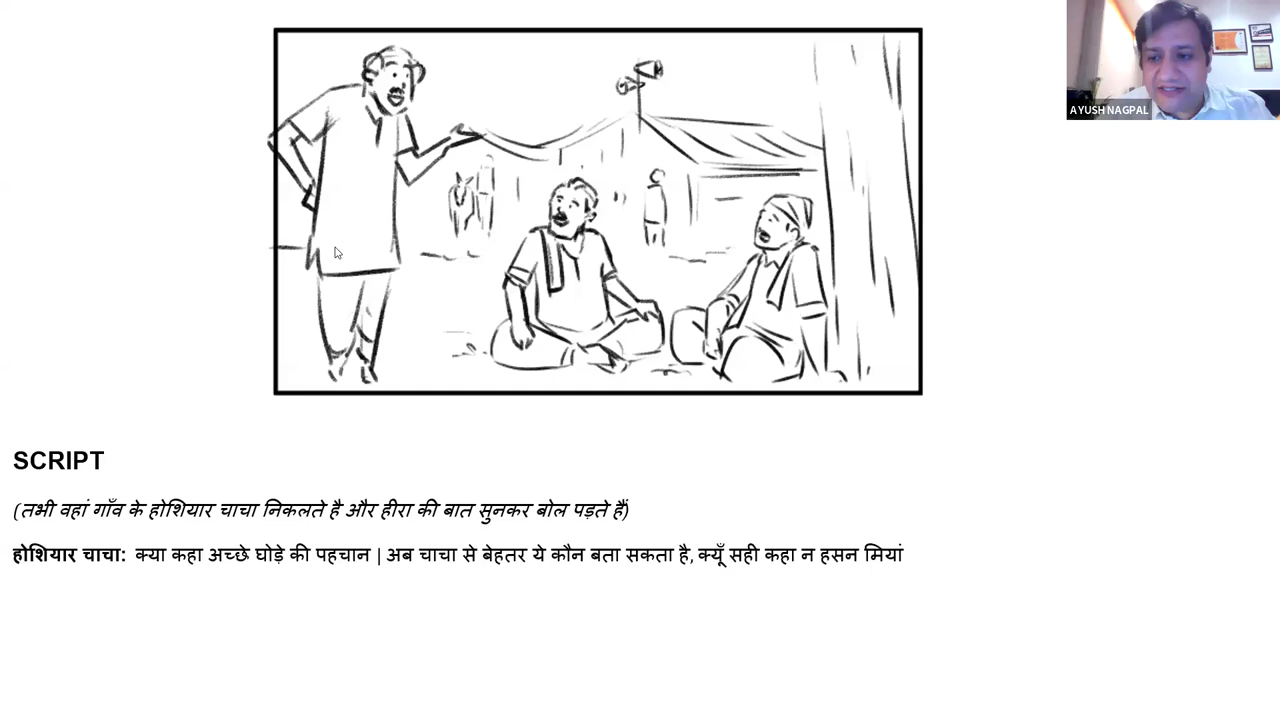 AYUSH NAGPAL
SCRIPT
(तभी वहां गाँव के होशियार चाचा निकलते है और हीरा की बात सुनकर बोल पड़ते हैं)
होशियार चाचा: क्या कहा अच्छे घोड़े की पहचान | अब चाचा से बेहतर ये कौन बता सकता है, क्यूँ सही कहा न हसन मियां